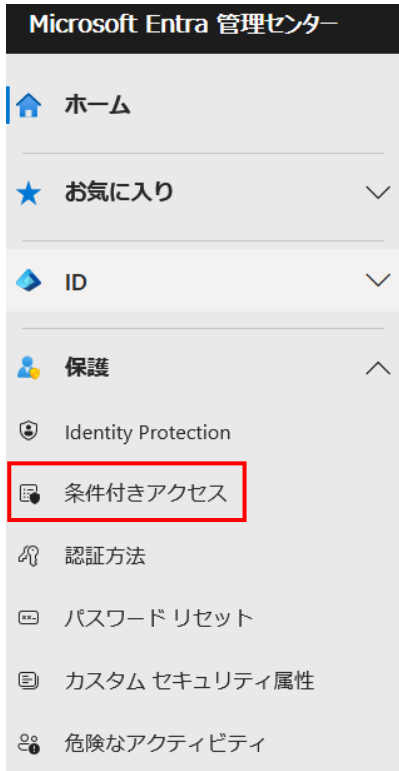 Microsoft Entra 管理センター
ホーム
お気に入り
ID
保護
Identity Protection
条件付きアクセス
認証方法
パスワード リセット
カスタム セキュリティ属性
危険なアクティビティ